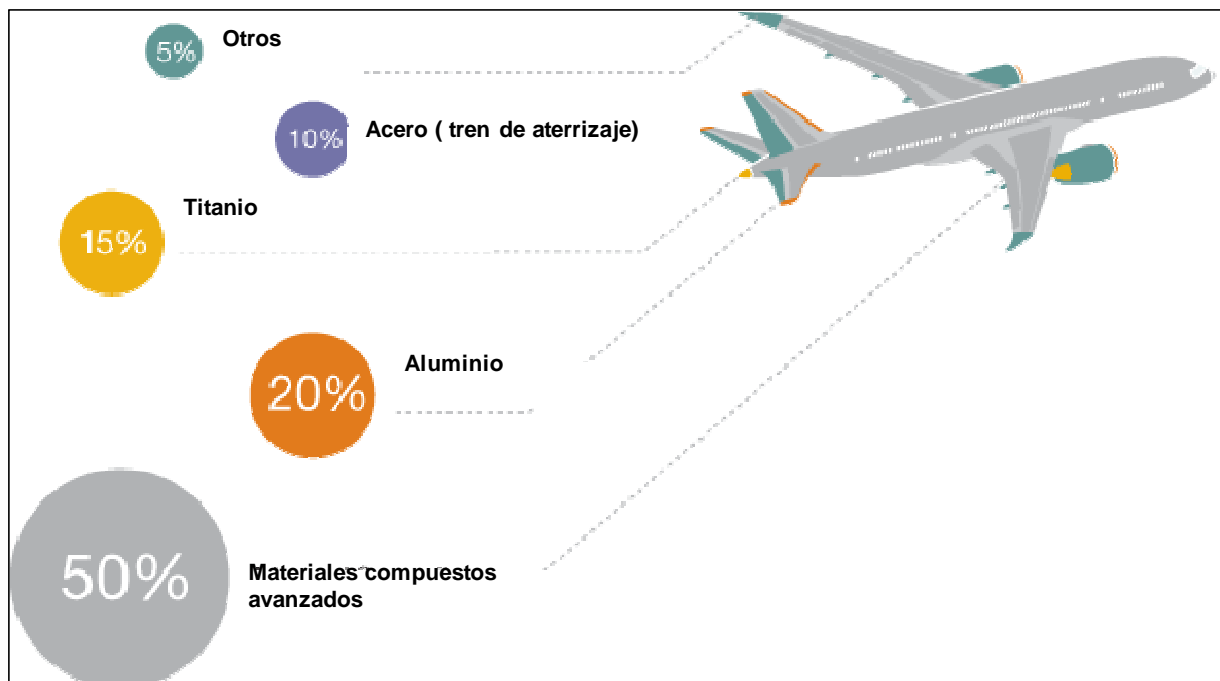 5%
Otros
10%
Acero ( tren de aterrizaje)
Titanio
15%
Aluminio
20%
50%
Materiales compuestos
avanzados